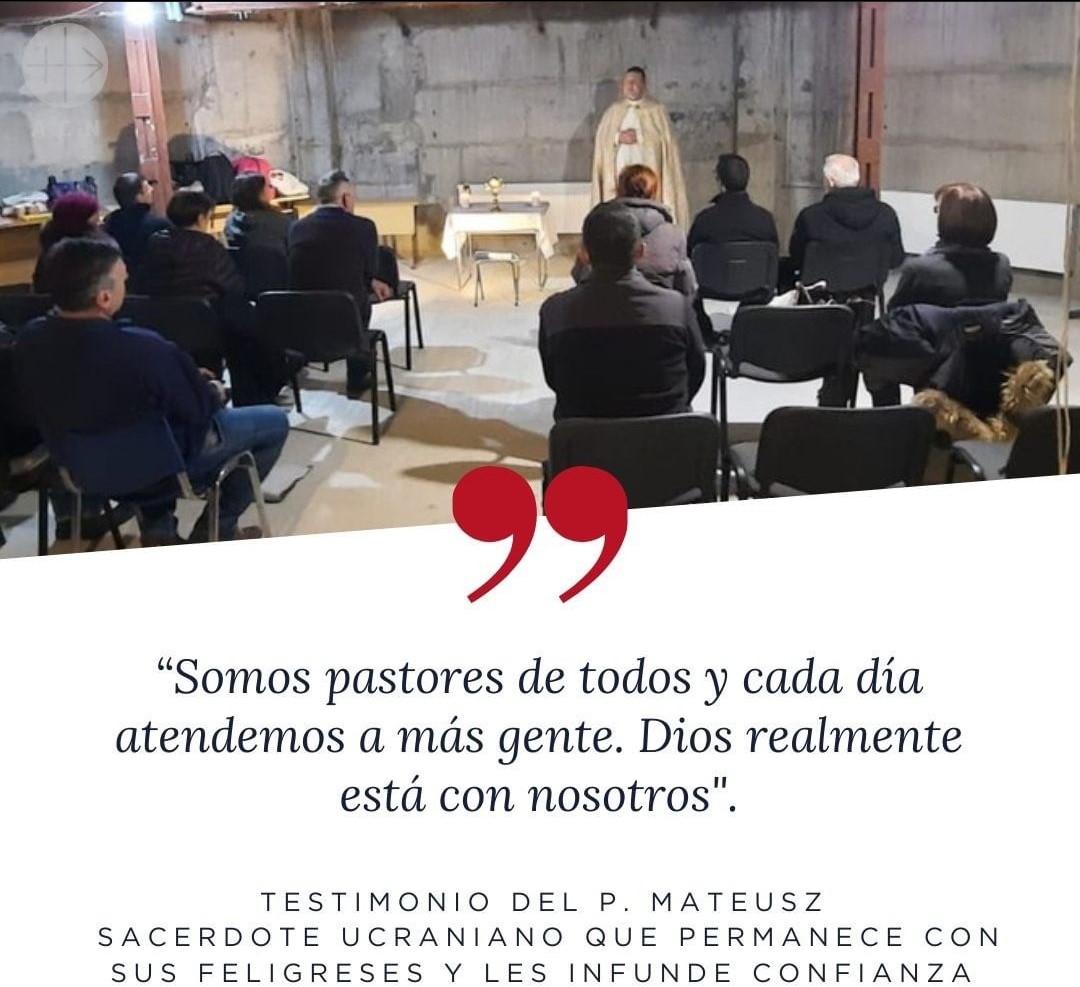 ACN
“Somos pastores de todos y cada día
atendemos a más gente. Dios realmente
está con nosotros".
TESTIMONIO DEL P. MATEUSZ
SACERDOTE UCRANIANO QUE PERMANECE CON
SUS FELIGRESES Y LES INFUNDE CONFIANZA